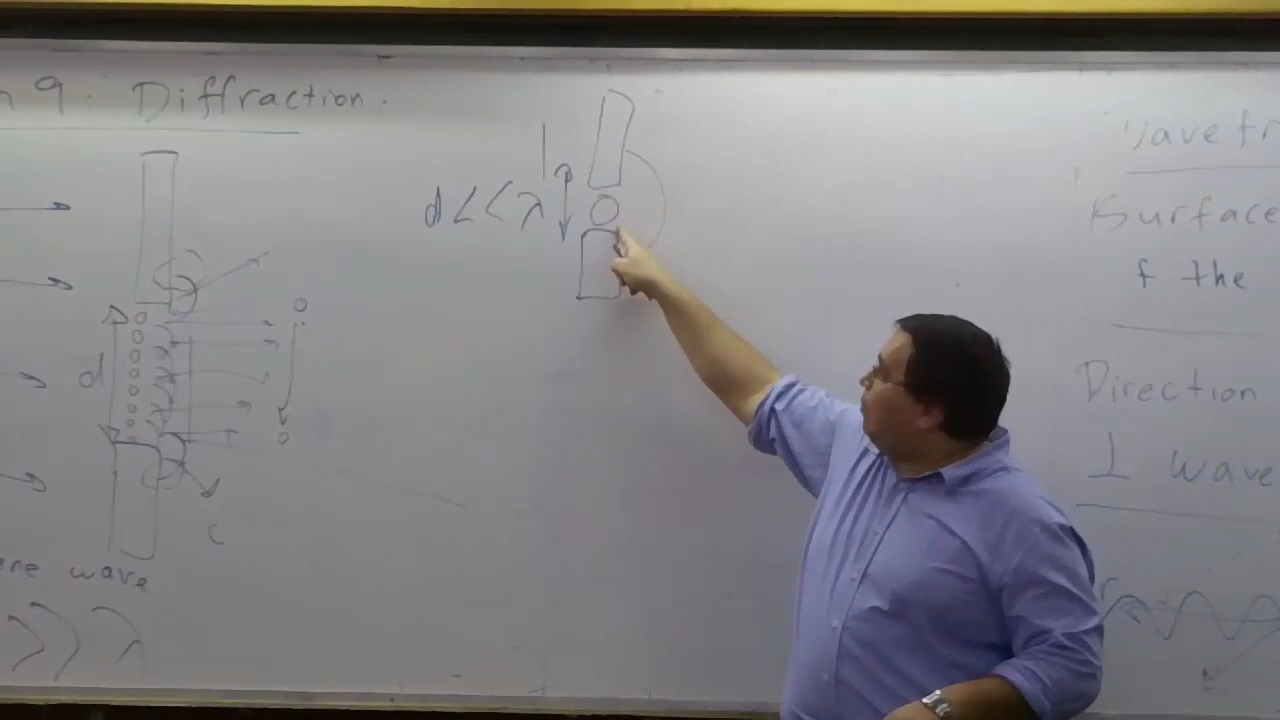 9. Diffraction.
d << λ
d
c
wave
>> λ
Surface
f the
Direction
⊥ wave